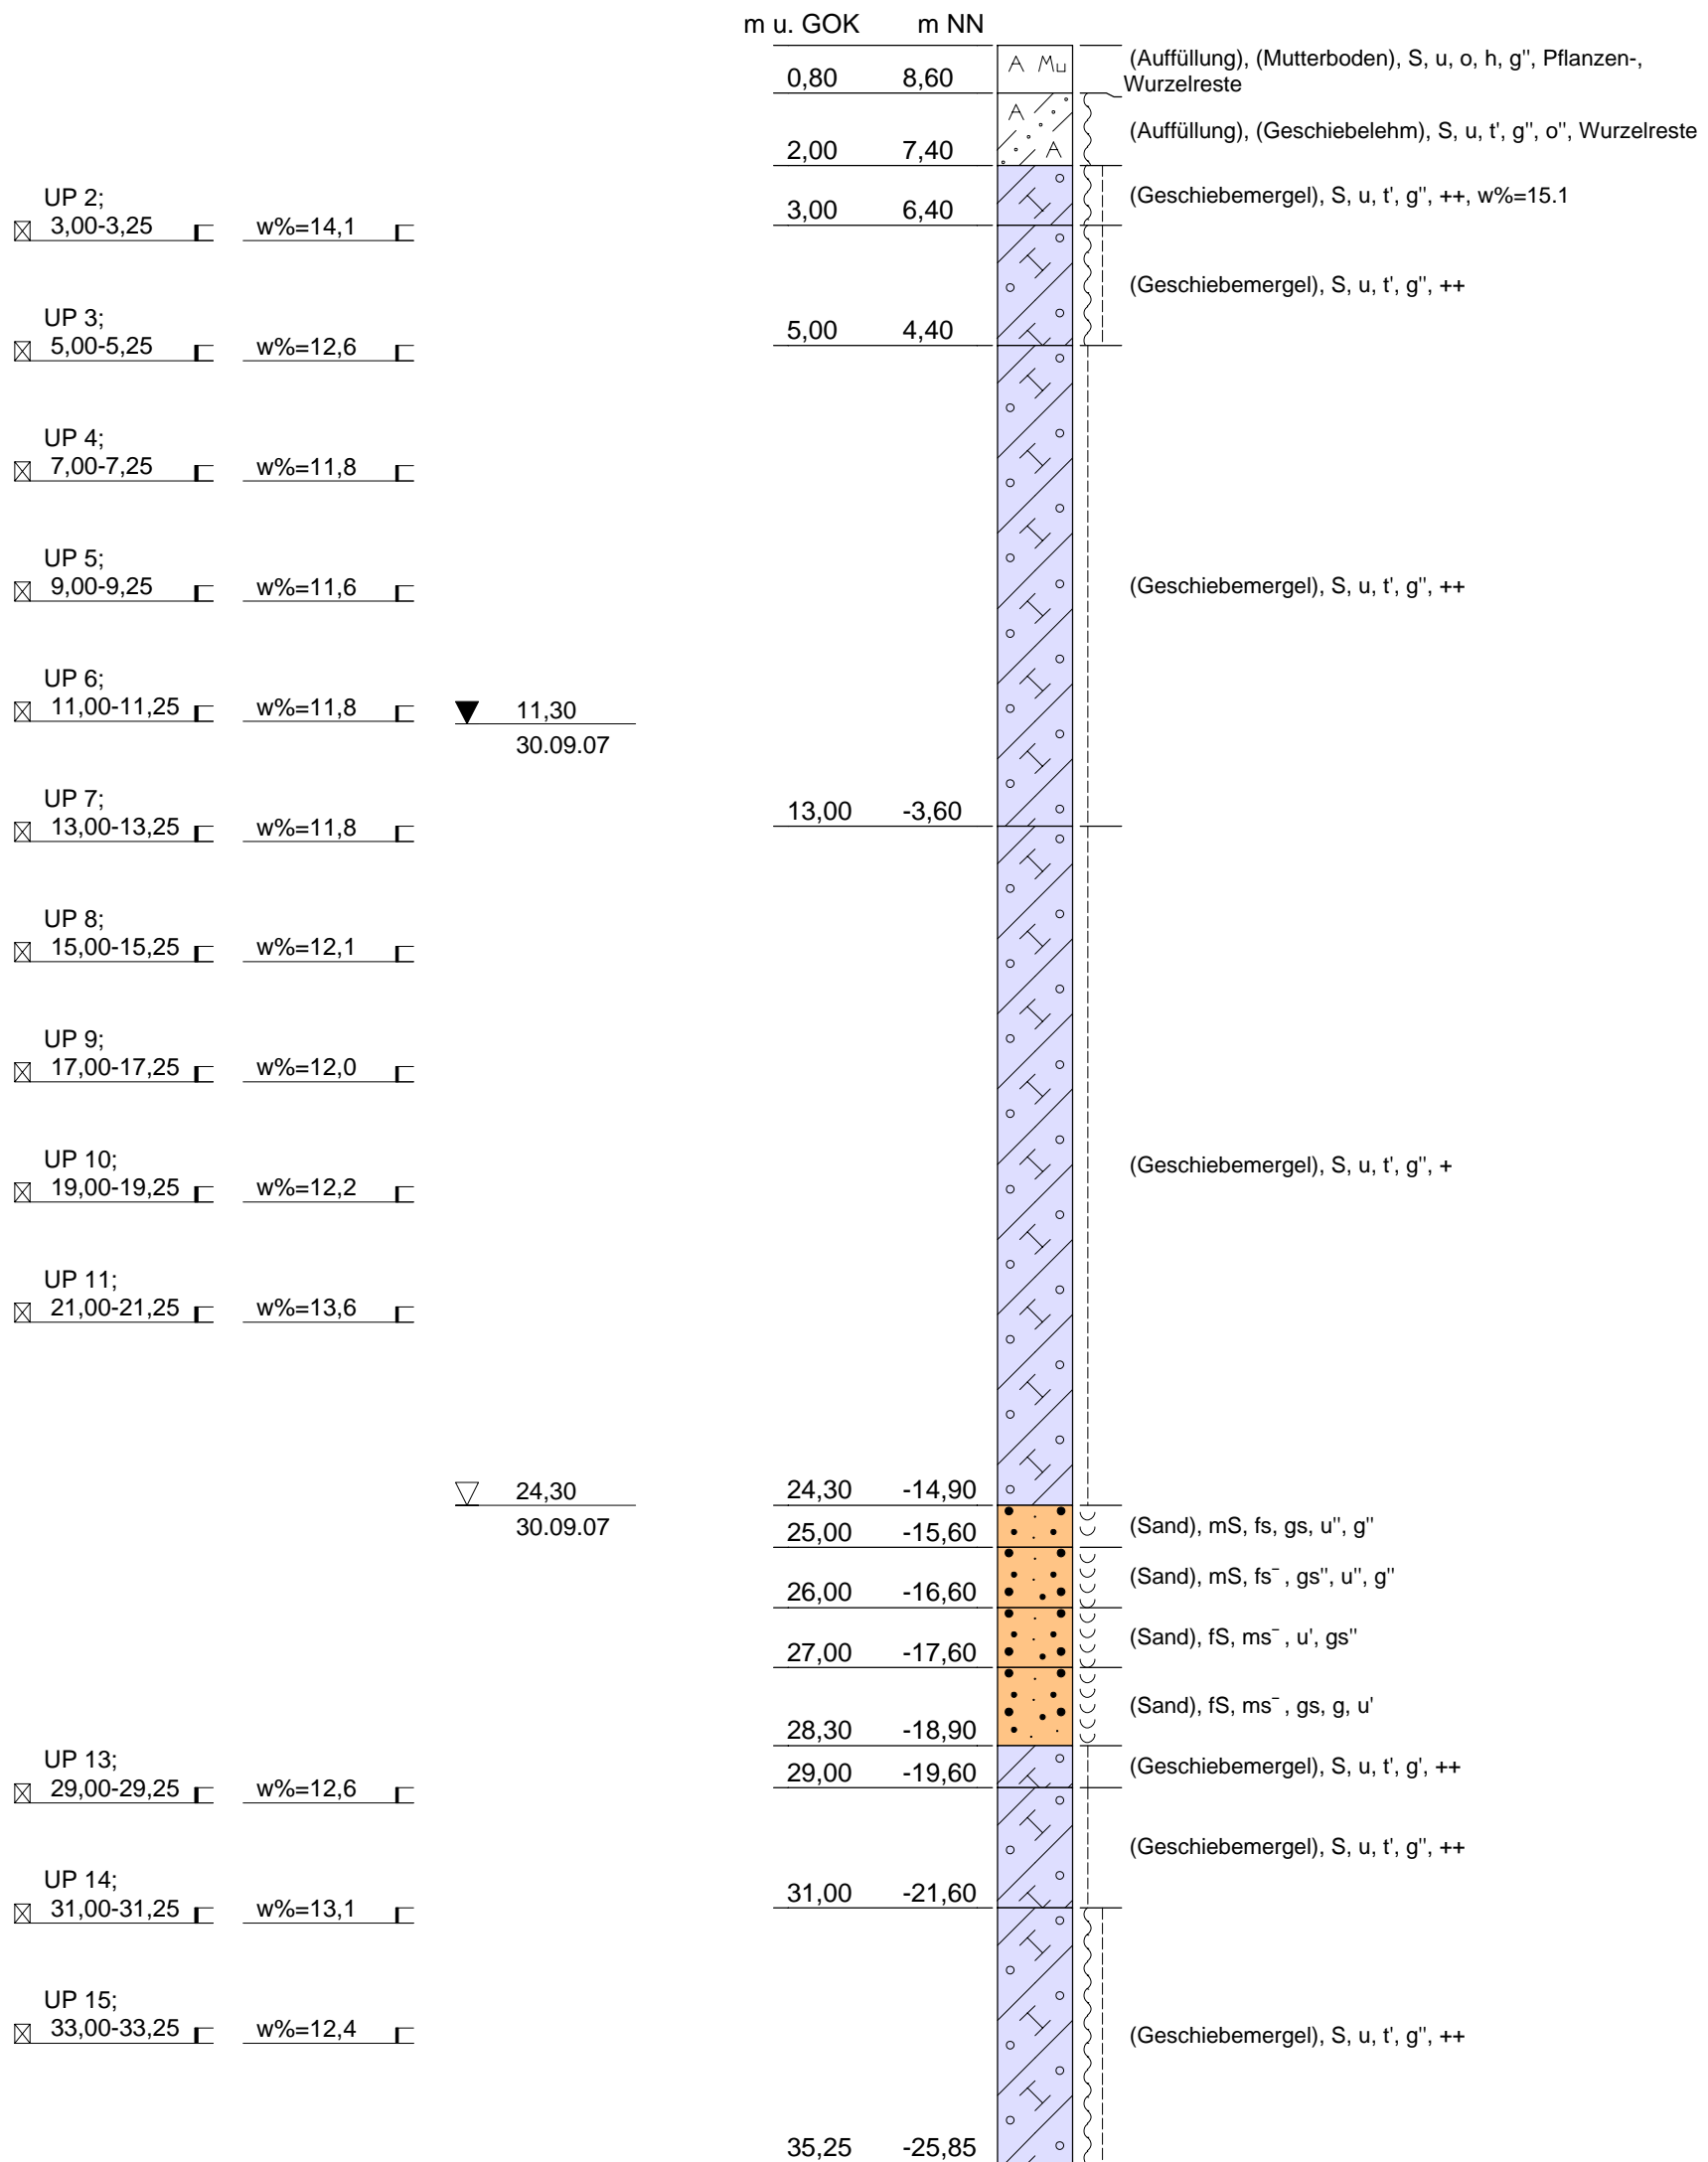 m u. GOK m NN
A Mu
(Auffüllung), (Mutterboden), S, u, o, h, g'', Pflanzen-,
Wurzelreste
0,80 8,60
A
(Auffüllung), (Geschiebelehm), S, u, t', g'', o'', Wurzelreste
A
2,00 7,40
(Geschiebemergel), S, u, t', g'', ++, w%=15.1
UP 2;
3,00 6,40
3,00-3,25 w%=14,1
(Geschiebemergel), S, u, t', g'', ++
UP 3;
5,00 4,40
5,00-5,25 w%=12,6
UP 4;
7,00-7,25 w%=11,8
UP 5;
9,00-9,25 w%=11,6
(Geschiebemergel), S, u, t', g'', ++
UP 6;
11,00-11,25 w%=11,8
11,30
30.09.07
UP 7;
13,00 -3,60
13,00-13,25 w%=11,8
UP 8;
15,00-15,25 w%=12,1
UP 9;
17,00-17,25 w%=12,0
UP 10;
(Geschiebemergel), S, u, t', g'', +
19,00-19,25 w%=12,2
UP 11;
21,00-21,25 w%=13,6
24,30
30.09.07
24,30 -14,90
(Sand), mS, fs, gs, u'', g''
25,00 -15,60
(Sand), mS, fs‾ , gs'', u'', g''
26,00 -16,60
(Sand), fS, ms‾ , u', gs''
27,00 -17,60
(Sand), fS, ms‾ , gs, g, u'
28,30 -18,90
UP 13;
(Geschiebemergel), S, u, t', g', ++
29,00 -19,60
29,00-29,25 w%=12,6
(Geschiebemergel), S, u, t', g'', ++
UP 14;
31,00 -21,60
31,00-31,25 w%=13,1
UP 15;
33,00-33,25 w%=12,4
(Geschiebemergel), S, u, t', g'', ++
35,25 -25,85